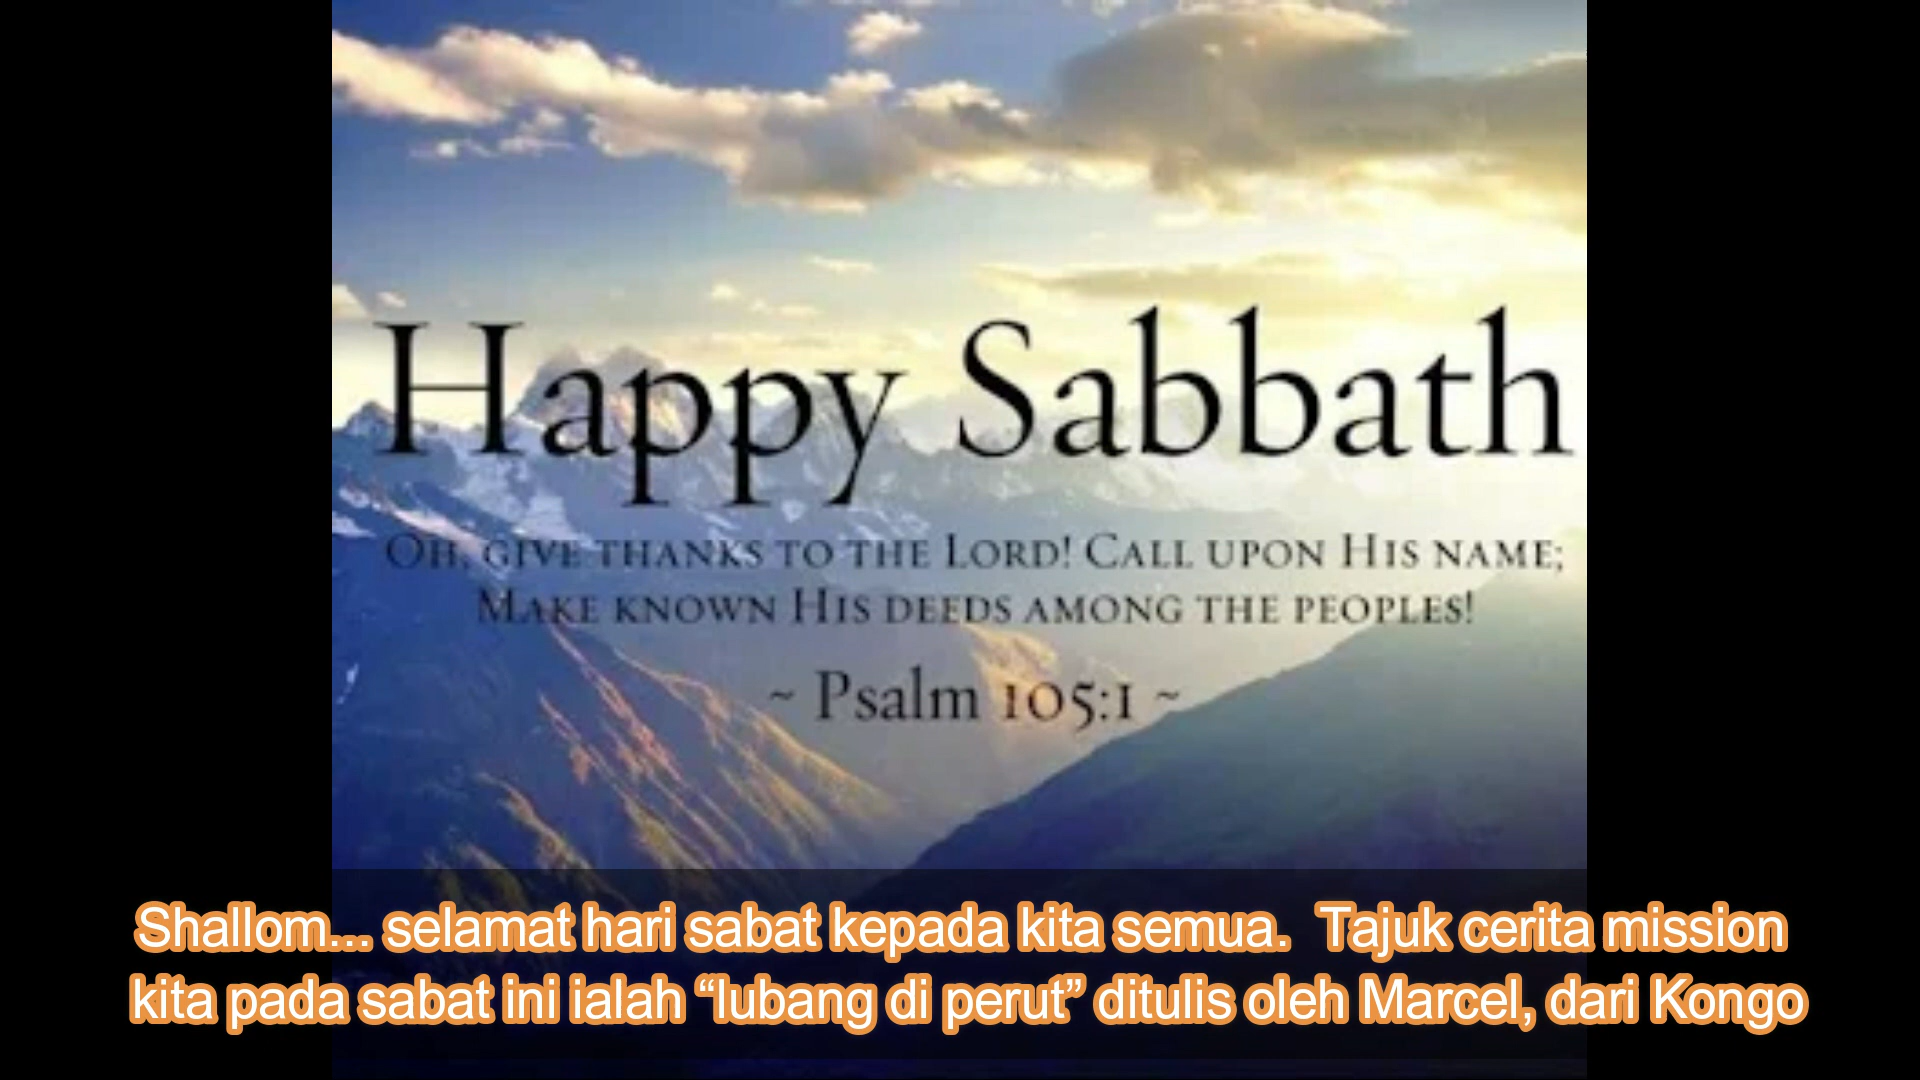 Happy Sabbath
Oh, give thanks to the Lord! Call upon His name;
Make known His deeds among the peoples!
~ Psalm 105:1 ~
Shallom... selamat hari sabat kepada kita semua. Tajuk cerita mission
kita pada sabat ini ialah “lubang di perut” ditulis oleh Marcel, dari Kongo